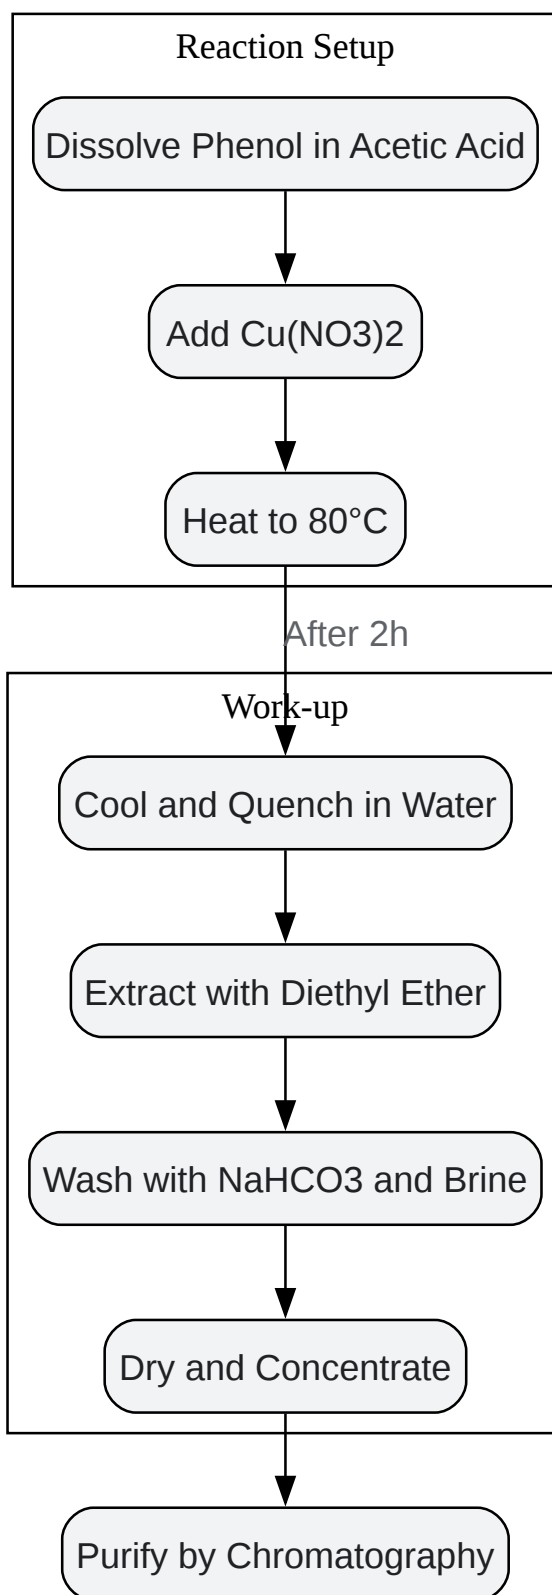 Reaction Setup
Dissolve Phenol in Acetic Acid
Add Cu(NO3)2
Heat to 80°C
After 2h
Work-up
Cool and Quench in Water
Extract with Diethyl Ether
Wash with NaHCO3 and Brine
Dry and Concentrate
Purify by Chromatography